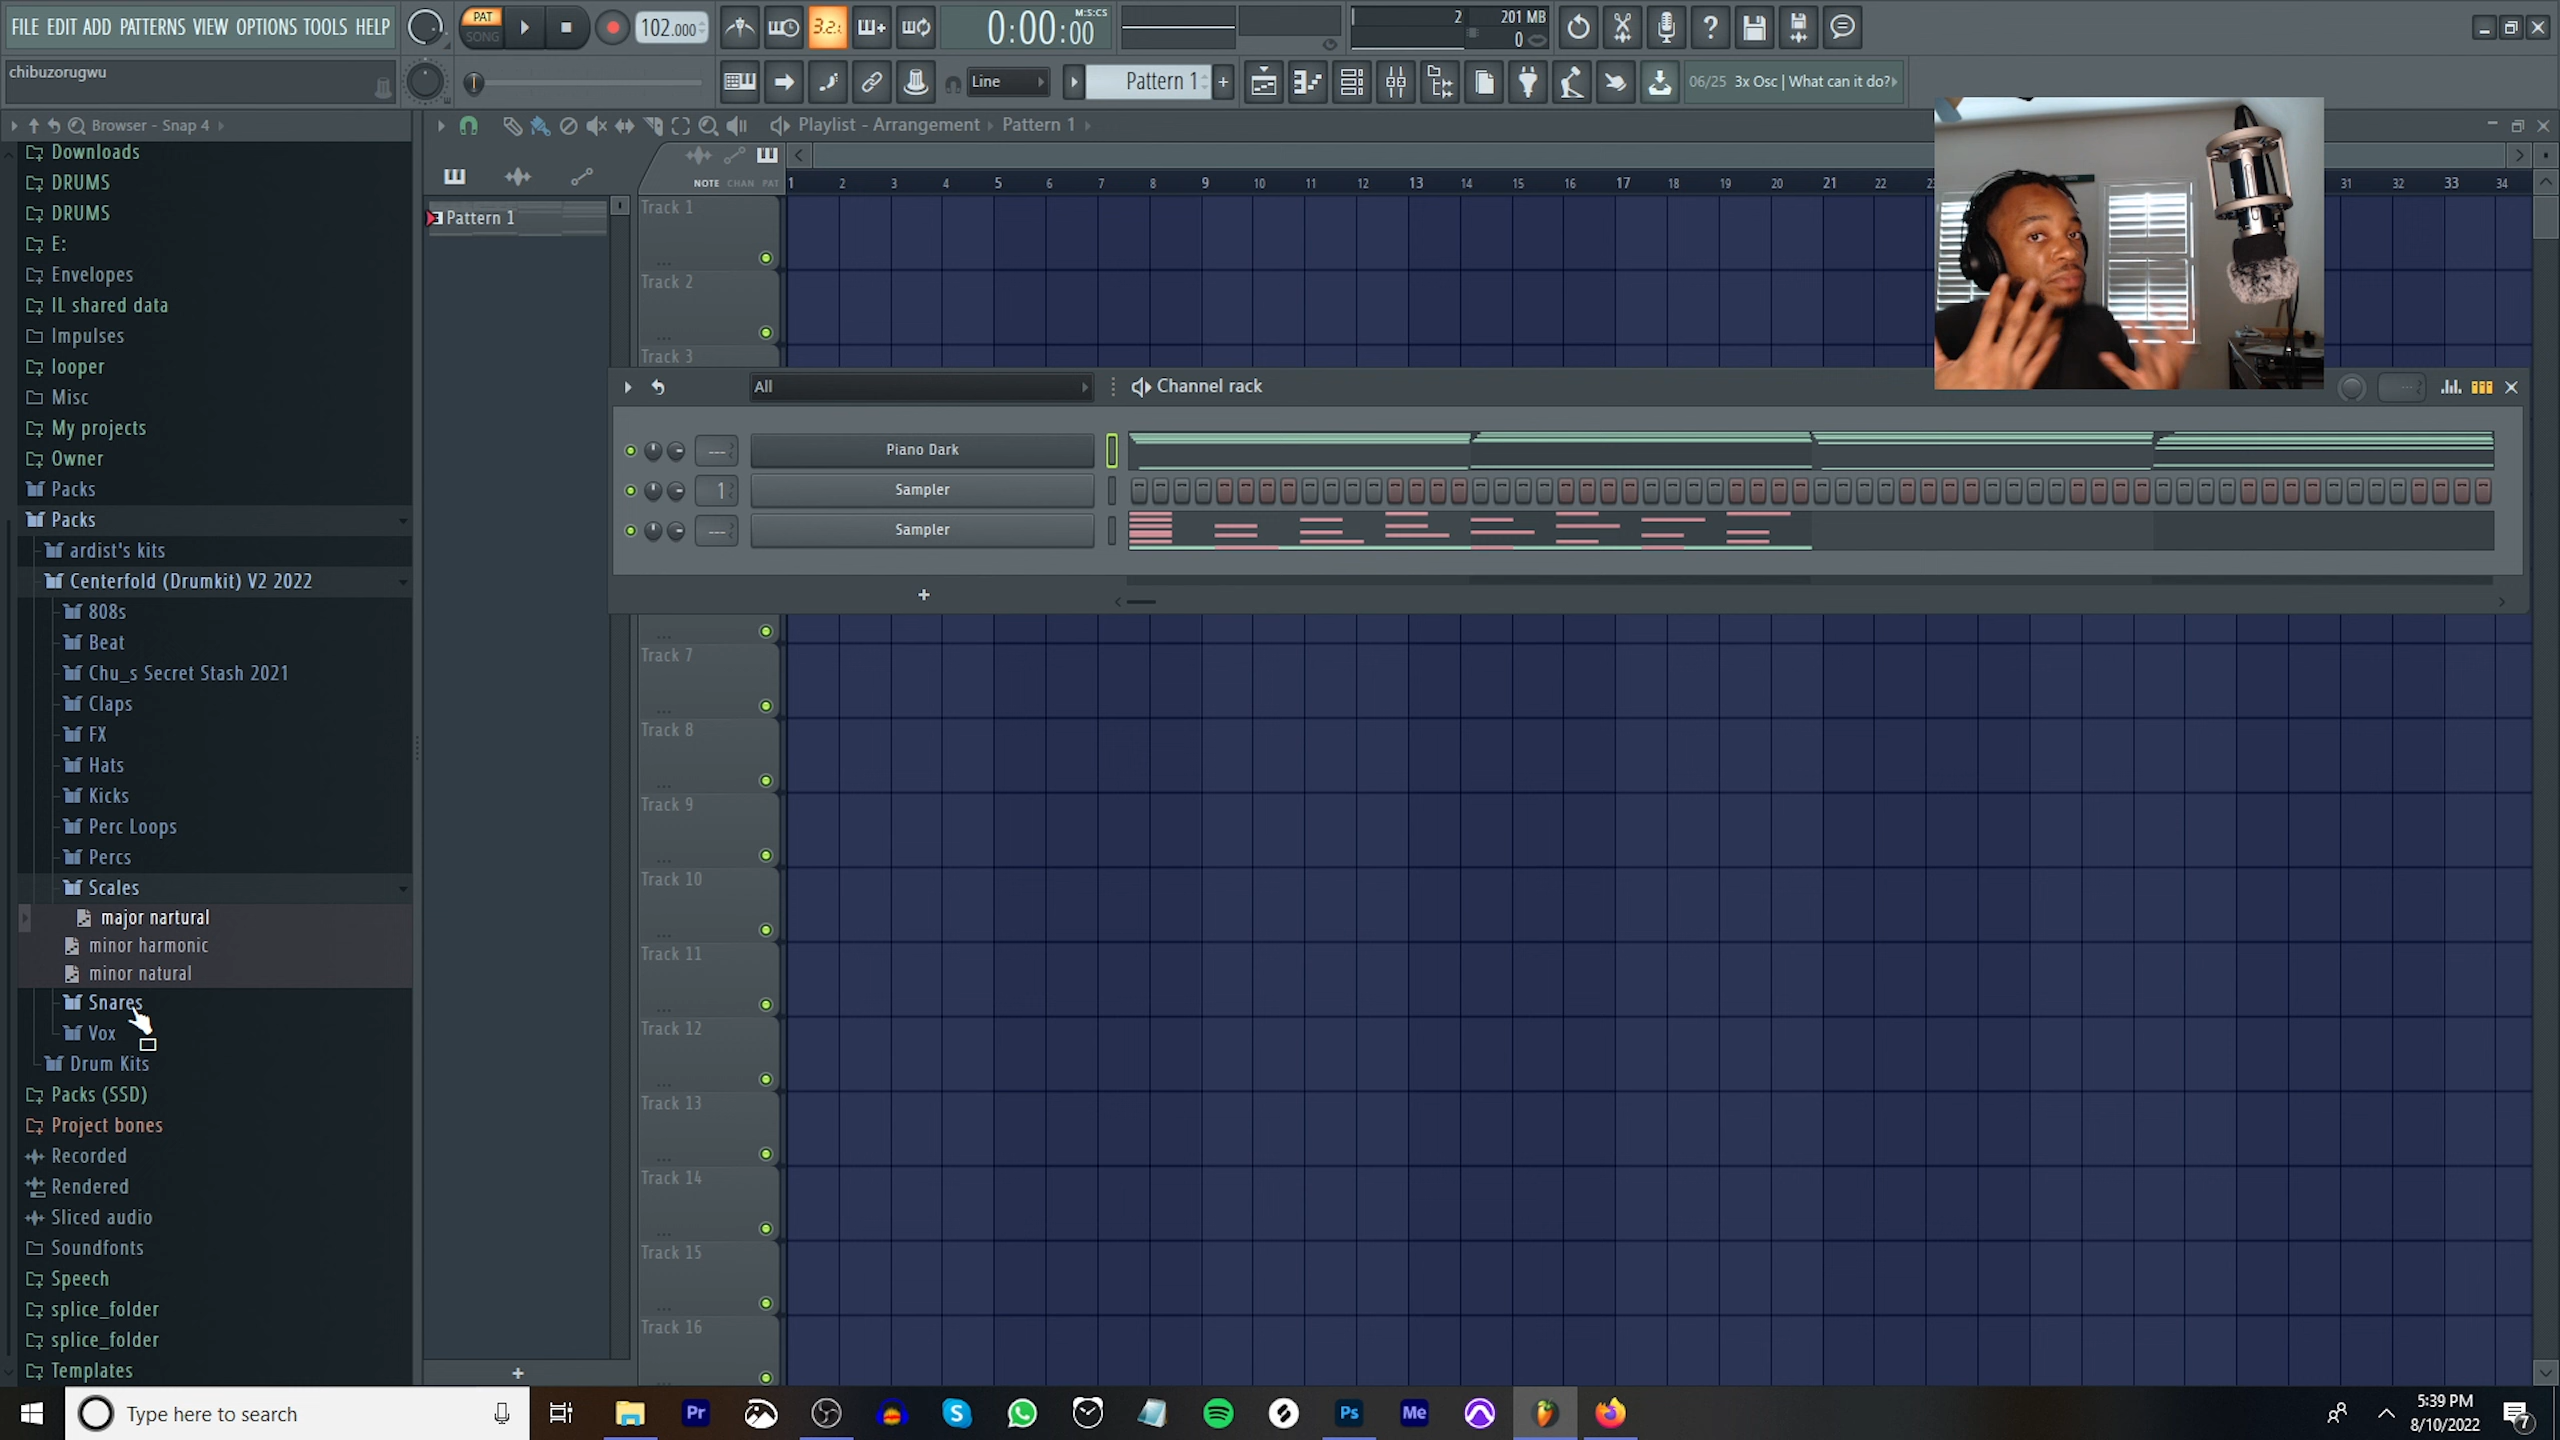 FILE EDIT ADD PATTERNS VIEW OPTIONS TOOLS HELP
PAT
SONG
102.000
3.2.
M:S:CS
0:00:00
2
201 MB
0
chibuzorugwu
Line
Pattern 1
+
06/25 3x Osc | What can it do?
Browser - Snap 4
Playlist - Arrangement
Pattern 1
NOTE CHAN PAT
1 2 3 4 5 6 7 8 9 10 11 12 13 14 15 16 17 18 19 20 21 22 31 32 33 34
Pattern 1
Downloads
DRUMS
DRUMS
E:
Envelopes
IL shared data
Impulses
looper
Misc
My projects
Owner
Packs
Packs
ardist's kits
Centerfold (Drumkit) V2 2022
808s
Beat
Chu_s Secret Stash 2021
Claps
FX
Hats
Kicks
Perc Loops
Percs
Scales
major nartural
minor harmonic
minor natural
Snares
Vox
Drum Kits
Packs (SSD)
Project bones
Recorded
Rendered
Sliced audio
Soundfonts
Speech
splice_folder
splice_folder
Templates
Track 1
Track 2
Track 3
All
Channel rack
Piano Dark
1
Sampler
Sampler
+
Track 7
Track 8
Track 9
Track 10
Track 11
Track 12
Track 13
Track 14
Track 15
Track 16
+
Type here to search
Pr
Ps
Me
5:39 PM
8/10/2022
7